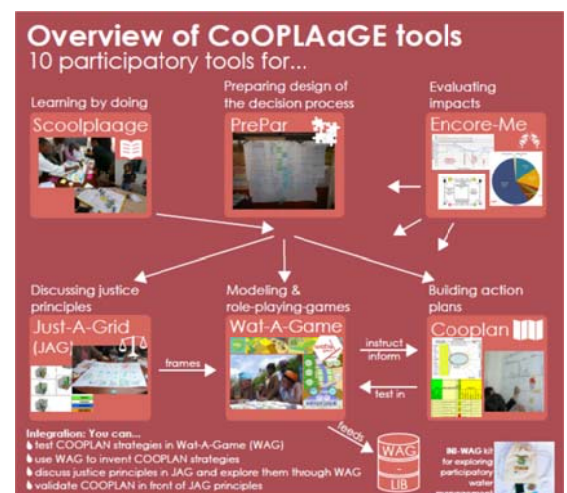 Overview of CoOPLAaGE tools
10 participatory tools for...
Learning by doing
Scoolplaage
Preparing design of
the decision process
PrePar
Evaluating
impacts
Encore-Me
Discussing justice
principles
Just-A-Grid
(JAG)
frames
Modeling &
role-playing-games
Wat-A-Game
instruct
inform
test in
Building action
plans
Cooplan
feeds
WAG
-
LIB
Integration: You can...
test COOPLAN strategies in Wat-A-Game (WAG)
use WAG to invent COOPLAN strategies
discuss justice principles in JAG and explore them through WAG
validate COOPLAN in front of JAG principles
INI-WAG kit
for exploring
participatory
water